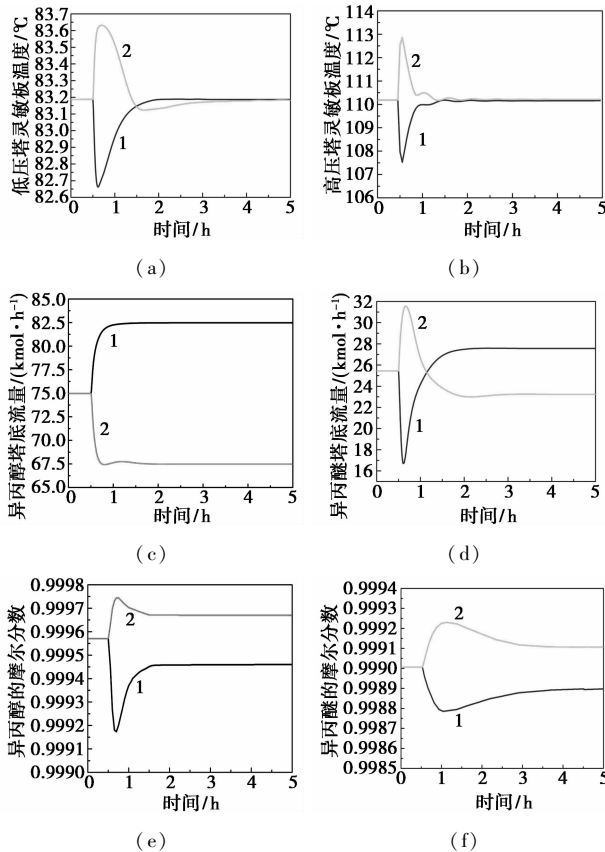 低压塔灵敏板温度/℃
83.7
83.6
83.5
83.4
83.3
83.2
83.1
83.0
82.9
82.8
82.7
82.6
2
1
0 1 2 3 4 5
时间/h
(a)
高压塔灵敏板温度/℃
114
113
112
111
110
109
108
107
106
2
1
0 1 2 3 4 5
时间/h
(b)
异丙醇塔底流量/(kmol·h⁻¹)
85.0
82.5
80.0
77.5
75.0
72.5
70.0
67.5
65.0
1
2
0 1 2 3 4 5
时间/h
(c)
异丙醚塔底流量/(kmol·h⁻¹)
32
30
28
26
24
22
20
18
16
2
1
0 1 2 3 4 5
时间/h
(d)
异丙醇的摩尔分数
0.9998
0.9997
0.9996
0.9995
0.9994
0.9993
0.9992
0.9991
0.9990
2
1
0 1 2 3 4 5
时间/h
(e)
异丙醚的摩尔分数
0.9994
0.9993
0.9992
0.9991
0.9990
0.9989
0.9988
0.9987
0.9986
0.9985
2
1
0 1 2 3 4 5
时间/h
(f)